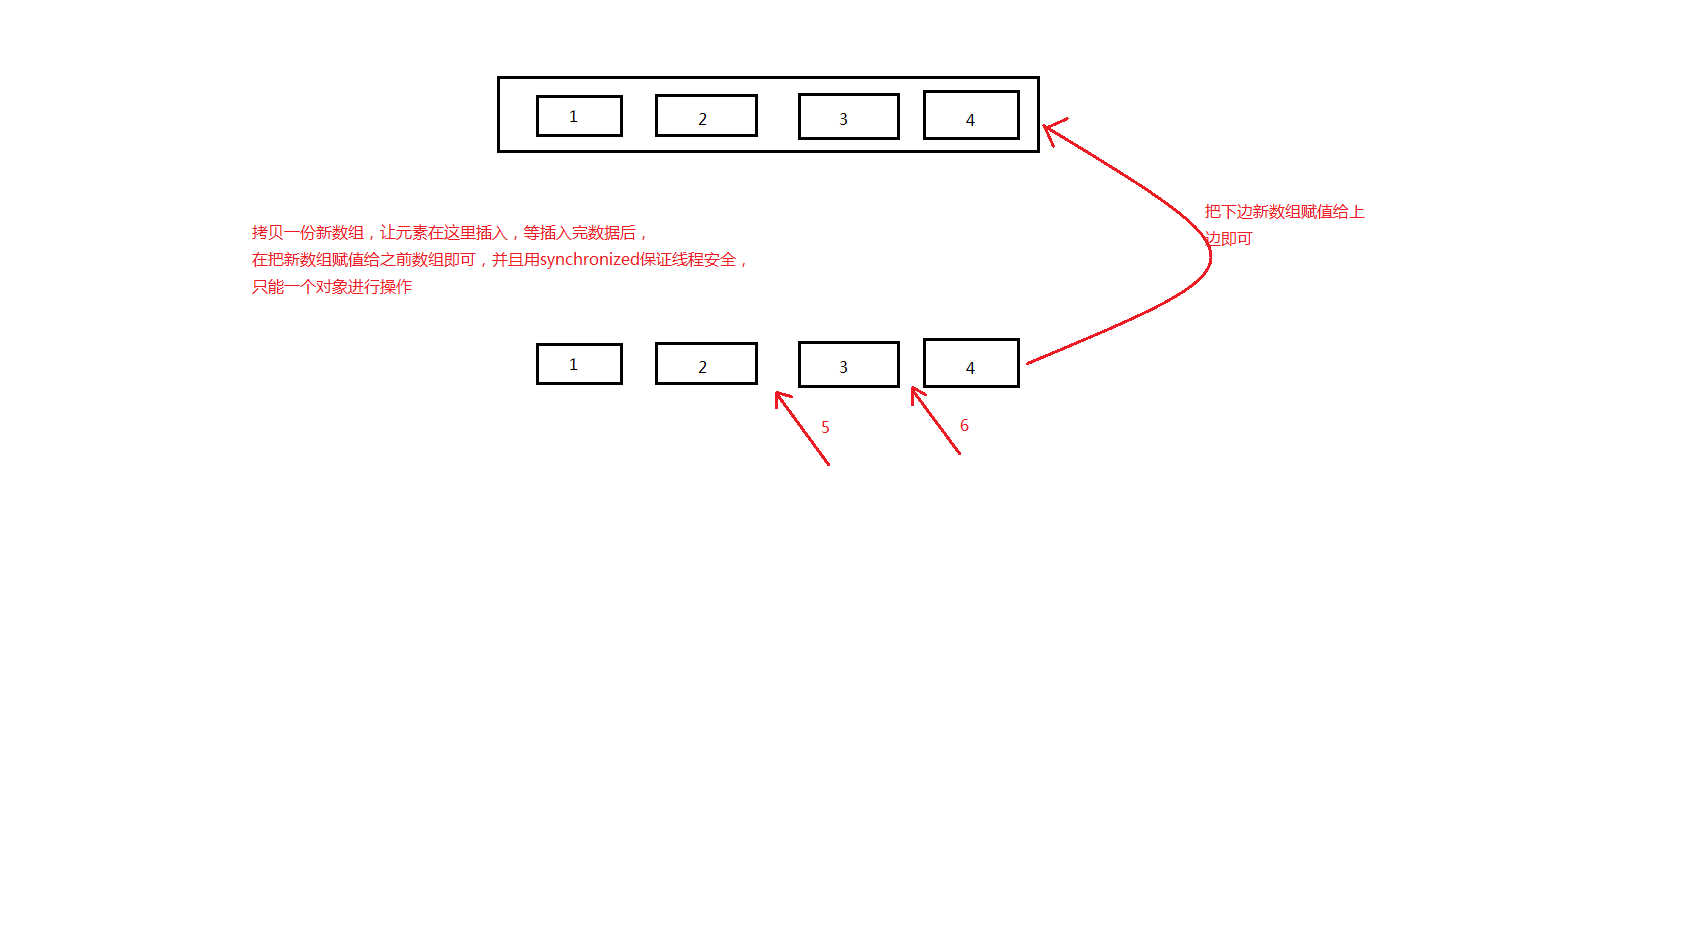 1 2 3 4
把下边新数组赋值给上
边即可
拷贝一份新数组，让元素在这里插入，等插入完数据后，
在把新数组赋值给之前数组即可，并且用synchronized保证线程安全，
只能一个对象进行操作
1 2 3 4
5 6